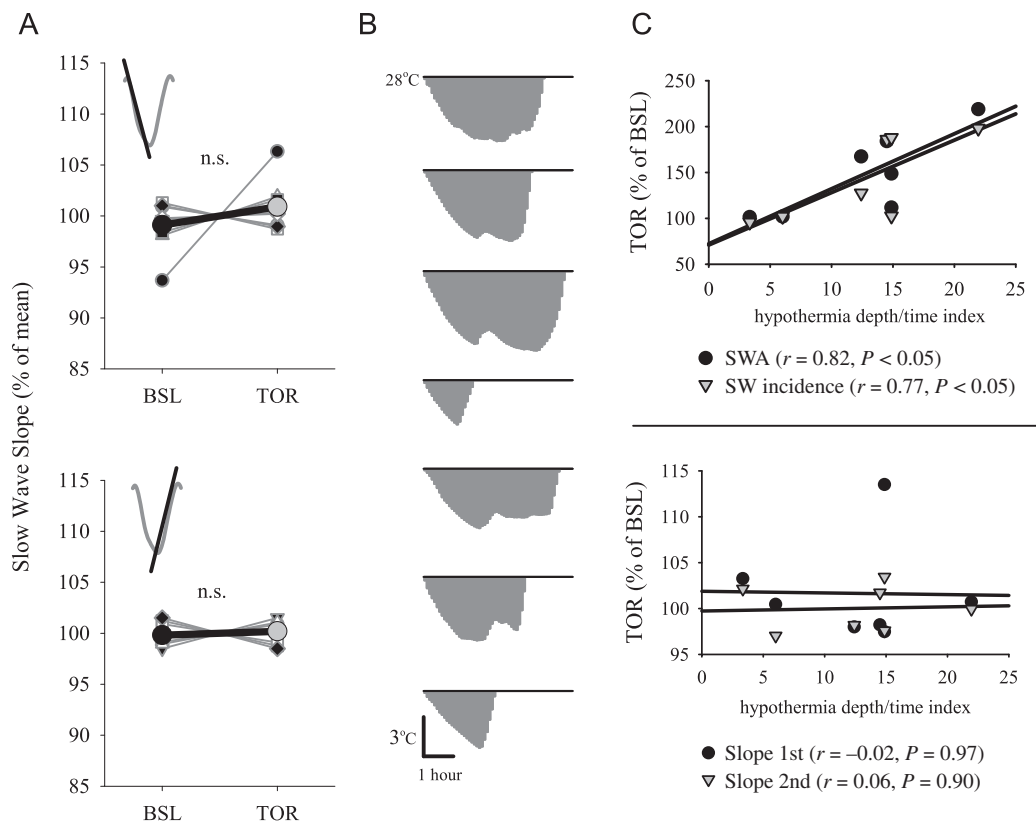 A
B
C
Slow Wave Slope (% of mean)
115
110
105
100
95
90
85
n.s.
BSL
TOR
115
110
105
100
95
90
85
n.s.
BSL
TOR
28°C
3°C
1 hour
TOR (% of BSL)
250
200
150
100
50
0
5
10
15
20
25
hypothermia depth/time index
SWA (r = 0.82, P < 0.05)
SW incidence (r = 0.77, P < 0.05)
TOR (% of BSL)
115
110
105
100
95
0
5
10
15
20
25
hypothermia depth/time index
Slope 1st (r = –0.02, P = 0.97)
Slope 2nd (r = 0.06, P = 0.90)